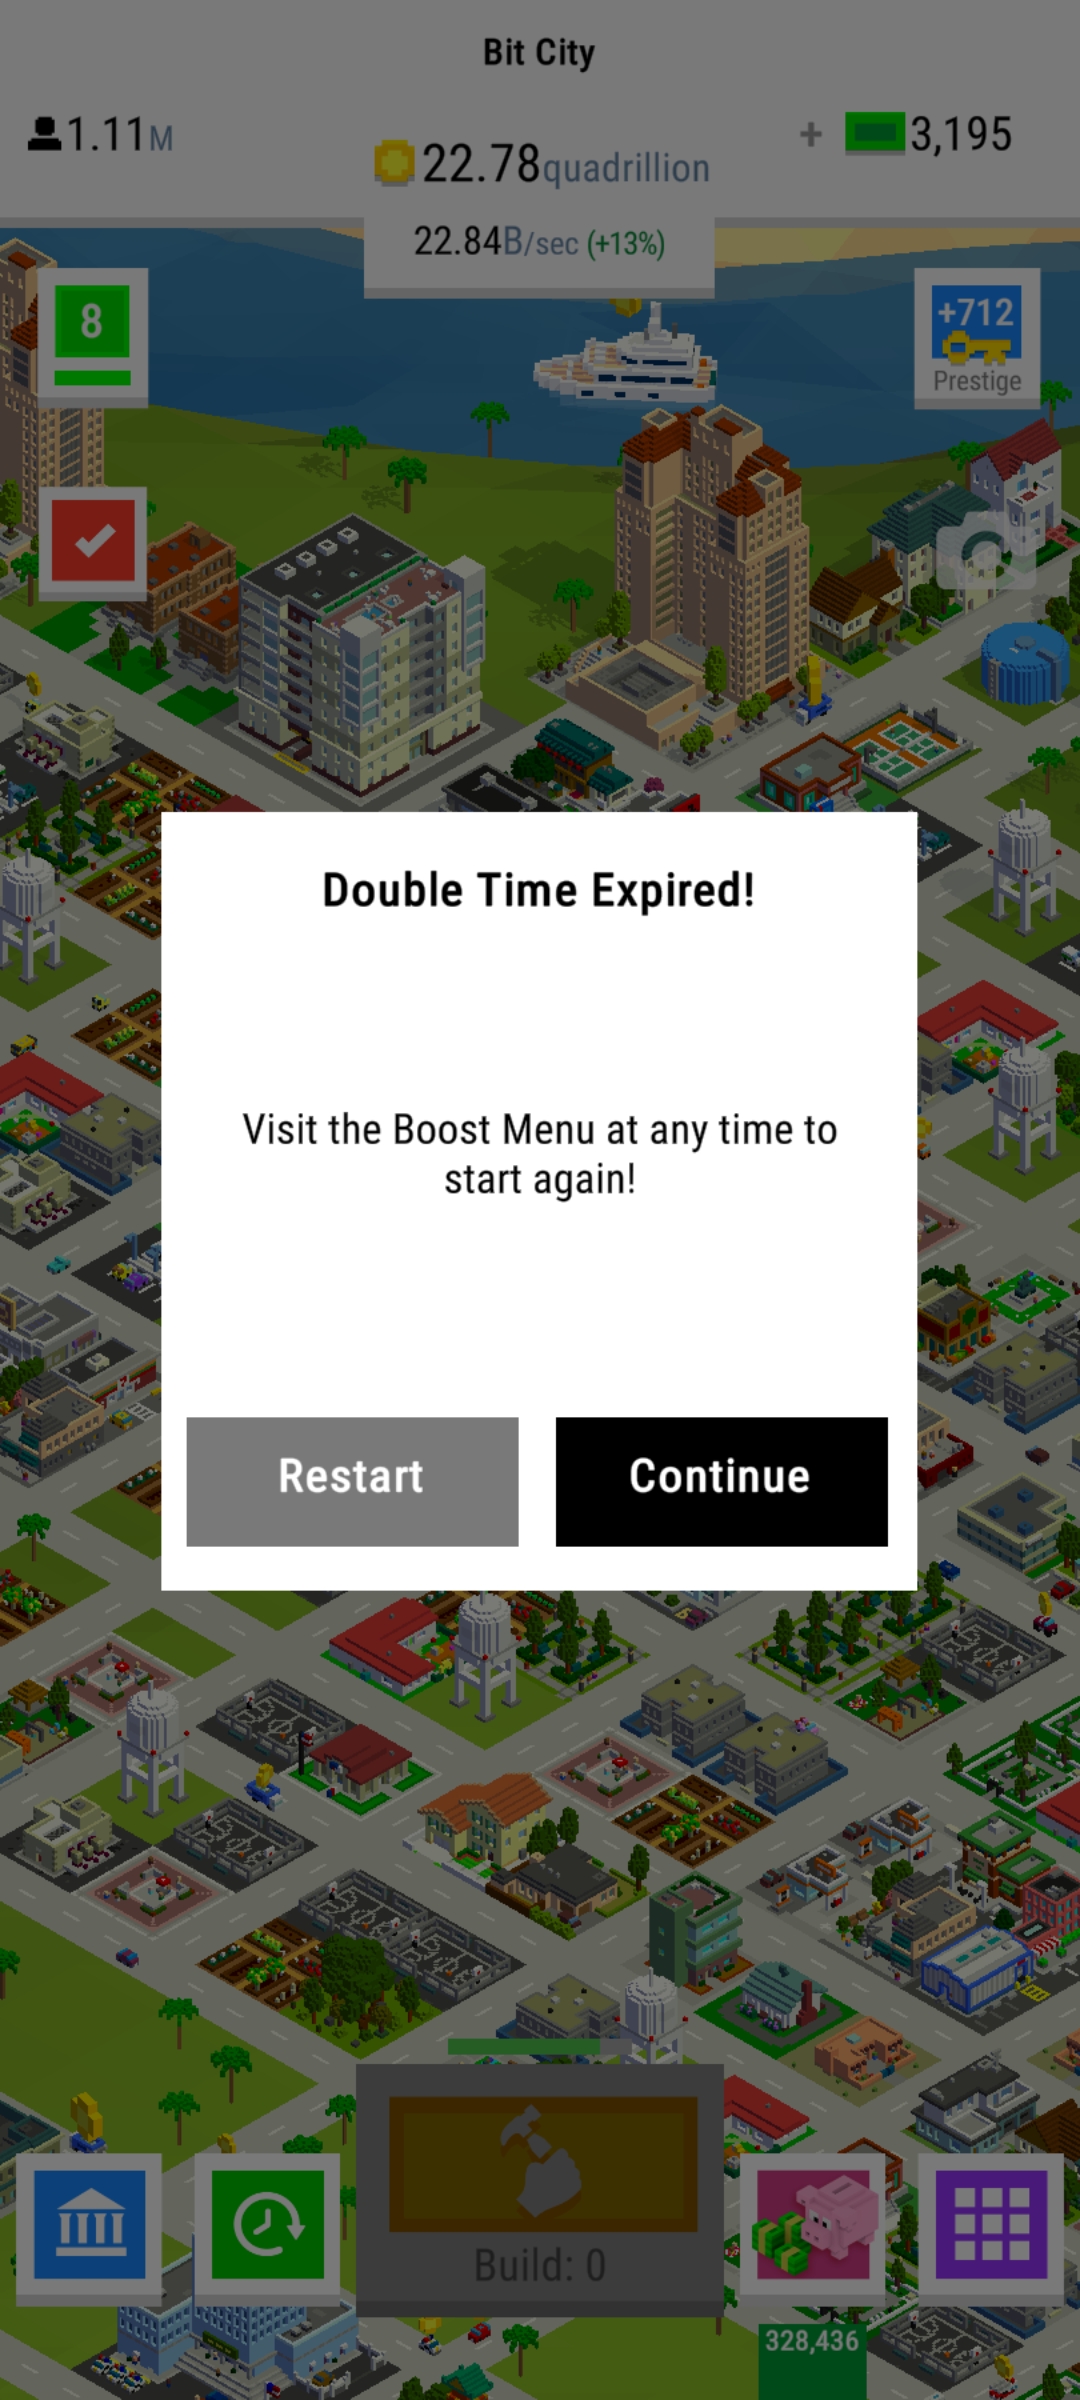 Bit City
1.11M
22.78quadrillion
+ 3,195
22.84B/sec (+13%)
8
+712
Prestige
Double Time Expired!
Visit the Boost Menu at any time to
start again!
Restart
Continue
Build: 0
328,436